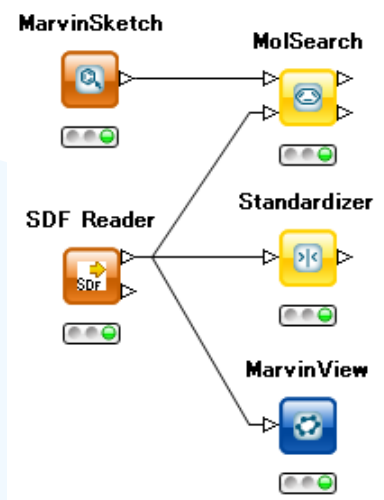 MarvinSketch
MolSearch
SDF Reader
SDF
Standardizer
MarvinView